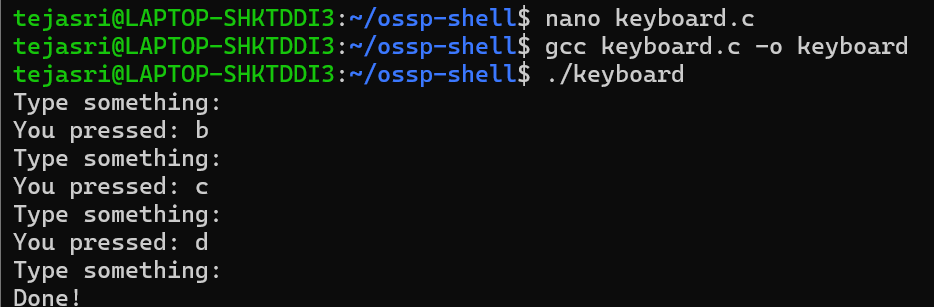 tejasri@LAPTOP-SHKTDDI3:~/ossp-shell$ nano keyboard.c
tejasri@LAPTOP-SHKTDDI3:~/ossp-shell$ gcc keyboard.c -o keyboard
tejasri@LAPTOP-SHKTDDI3:~/ossp-shell$ ./keyboard
Type something:
You pressed: b
Type something:
You pressed: c
Type something:
You pressed: d
Type something:
Done!